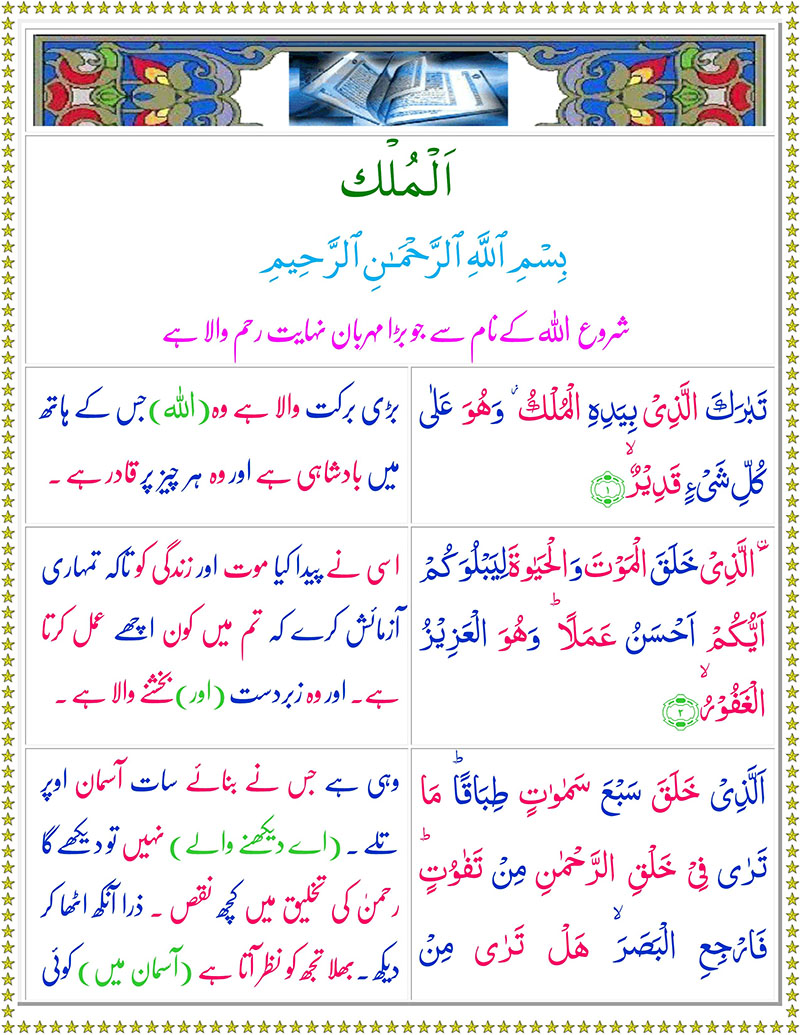 اَلۡمُلۡك
بِسۡمِ ٱللَّهِ ٱلرَّحۡمَـٰنِ ٱلرَّحِيمِ
شروع اللہ کے نام سے جو بڑا مہربان نہایت رحم والا ہے
تَبٰرَكَ الَّذِىۡ بِيَدِهِ الۡمُلۡكُ وَهُوَ عَلٰى
كُلِّ شَىۡءٍ قَدِيۡرٌۙ ﴿۱﴾
بڑی برکت والا ہے وہ (اللہ) جس کے ہاتھ
میں بادشاہی ہے اور وہ ہر چیز پر قادر ہے ۔
اۨلَّذِىۡ خَلَقَ الۡمَوۡتَ وَالۡحَيٰوةَ لِيَبۡلُوَكُمۡ
اَيُّكُمۡ اَحۡسَنُ عَمَلًاؕ وَهُوَ الۡعَزِيۡزُ
الۡغَفُوۡرُۙ ﴿۲﴾
اسی نے پیدا کیا موت اور زندگی کو تاکہ تمہاری
آزمائش کرے کہ تم میں کون اچھے عمل کرتا
ہے۔ اور وہ زبردست (اور) بخشنے والا ہے ۔
الَّذِىۡ خَلَقَ سَبۡعَ سَمٰوٰتٍ طِبَاقًاؕ مَا
تَرٰى فِىۡ خَلۡقِ الرَّحۡمٰنِ مِنۡ تَفٰوُتٍؕ
فَارۡجِعِ الۡبَصَرَۙ هَلۡ تَرٰى مِنۡ
وہی ہے جس نے بنائے سات آسمان اوپر
تلے ۔ (اے دیکھنے والے) نہیں تو دیکھے گا
رحمنٰ کی تخلیق میں کچھ نقص ۔ ذرا آنکھ اٹھا کر
دیکھ ۔ بھلا تجھ کو نظر آتا ہے (آسمان میں) کوئی